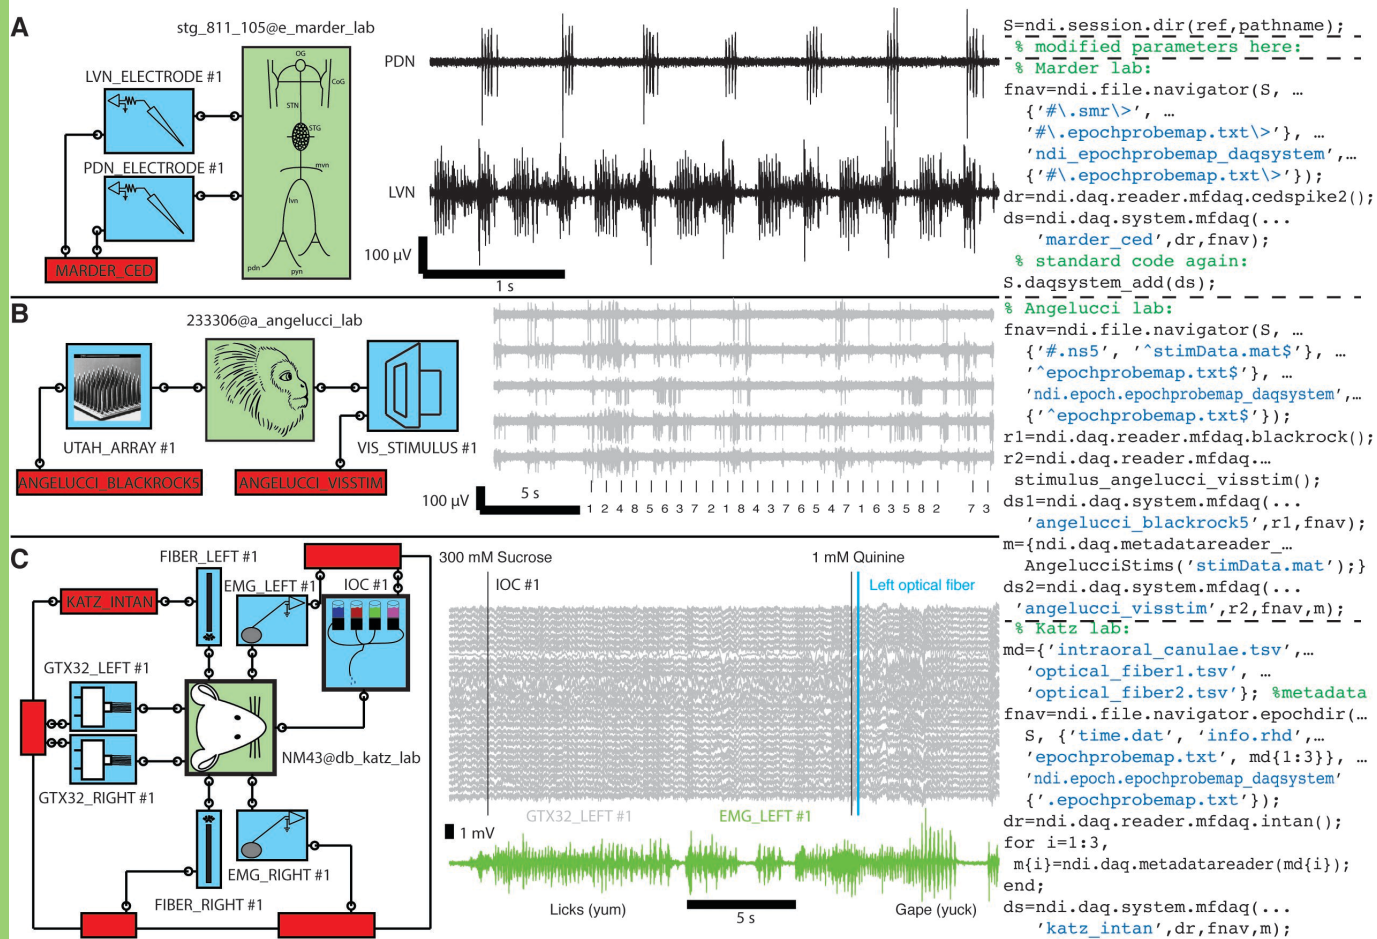 A
stg_811_105@e_marder_lab
LVN_ELECTRODE #1
PDN_ELECTRODE #1
MARDER_CED
OG
CoG
STN
STG
mvn
lvn
pdn
pyn
PDN
LVN
100 μV
1 s
S=ndi.session.dir(ref,pathname);
% modified parameters here:
% Marder lab:
fnav=ndi.file.navigator(S, …
{'#\.smr\>', …
'#\.epochprobemap.txt\>'}, …
'ndi_epochprobemap_daqsystem',…
{'#\.epochprobemap.txt\>'});
dr=ndi.daq.reader.mfdaq.cedspike2();
ds=ndi.daq.system.mfdaq(...
'marder_ced',dr,fnav);
% standard code again:
S.daqsystem_add(ds);
B
233306@a_angelucci_lab
UTAH_ARRAY #1
VIS_STIMULUS #1
ANGELUCCI_BLACKROCK5
ANGELUCCI_VISSTIM
100 μV
5 s
1 2 4 8 5 6 3 7 2 1 8 4 3 7 6 5 4 7 1 6 3 5 8 2 7 3
% Angelucci lab:
fnav=ndi.file.navigator(S, …
{'#.ns5', '^stimData.mat$'}, …
'^epochprobemap.txt$'}, …
'ndi.epoch.epochprobemap_daqsystem',…
{'^epochprobemap.txt$'});
r1=ndi.daq.reader.mfdaq.blackrock();
r2=ndi.daq.reader.mfdaq.…
stimulus_angelucci_visstim();
ds1=ndi.daq.system.mfdaq(...
'angelucci_blackrock5',r1,fnav);
m={ndi.daq.metadatareader_…
AngelucciStims('stimData.mat');}
ds2=ndi.daq.system.mfdaq(...
'angelucci_visstim',r2,fnav,m);
C
FIBER_LEFT #1
EMG_LEFT #1
IOC #1
KATZ_INTAN
GTX32_LEFT #1
GTX32_RIGHT #1
NM43@db_katz_lab
EMG_RIGHT #1
FIBER_RIGHT #1
300 mM Sucrose
1 mM Quinine
IOC #1
Left optical fiber
GTX32_LEFT #1
EMG_LEFT #1
1 mV
Licks (yum)
5 s
Gape (yuck)
% Katz lab:
md={'intraoral_canulae.tsv',…
'optical_fiber1.tsv', …
'optical_fiber2.tsv'}; %metadata
fnav=ndi.file.navigator.epochdir(…
S, {'time.dat', 'info.rhd',…
'epochprobemap.txt', md{1:3}}, …
'ndi.epoch.epochprobemap_daqsystem'
{'.epochprobemap.txt'});
dr=ndi.daq.reader.mfdaq.intan();
for i=1:3,
m{i}=ndi.daq.metadatareader(md{i});
end;
ds=ndi.daq.system.mfdaq(...
'katz_intan',dr,fnav,m);